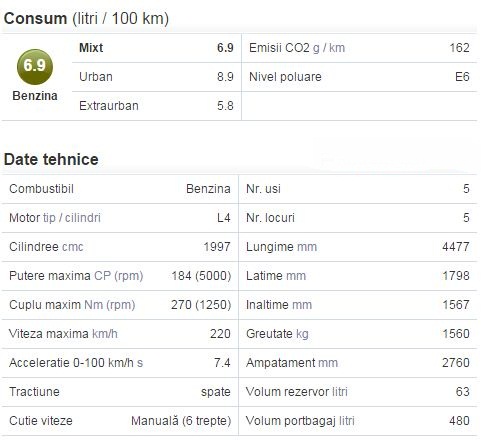 Consum (litri / 100 km)
6.9
Benzina
Mixt 6.9 Emisii CO2 g / km 162
Urban 8.9 Nivel poluare E6
Extraurban 5.8
Date tehnice
Combustibil Benzina Nr. usi 5
Motor tip / cilindri L4 Nr. locuri 5
Cilindree cmc 1997 Lungime mm 4477
Putere maxima CP (rpm) 184 (5000) Latime mm 1798
Cuplu maxim Nm (rpm) 270 (1250) Inaltime mm 1567
Viteza maxima km/h 220 Greutate kg 1560
Acceleratie 0-100 km/h s 7.4 Ampatament mm 2760
Tractiune spate Volum rezervor litri 63
Cutie viteze Manuală (6 trepte) Volum portbagaj litri 480